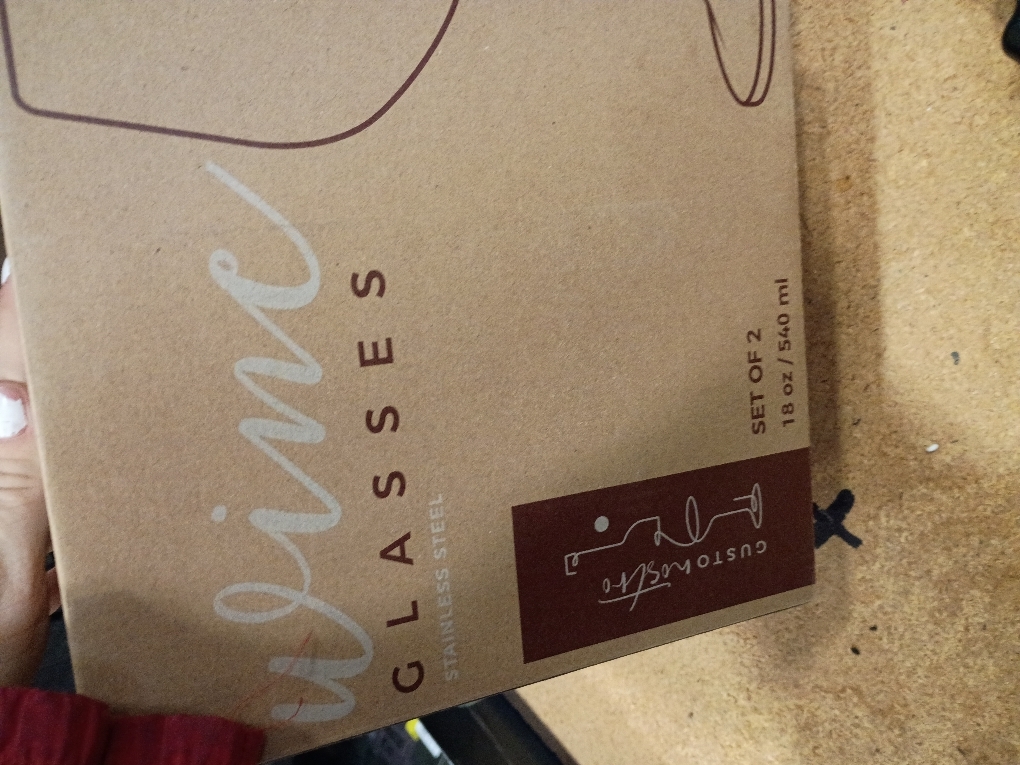 Wine
GLASSES
STAINLESS STEEL
SET OF 2
18 oz / 540 ml
GUSTO
nostro